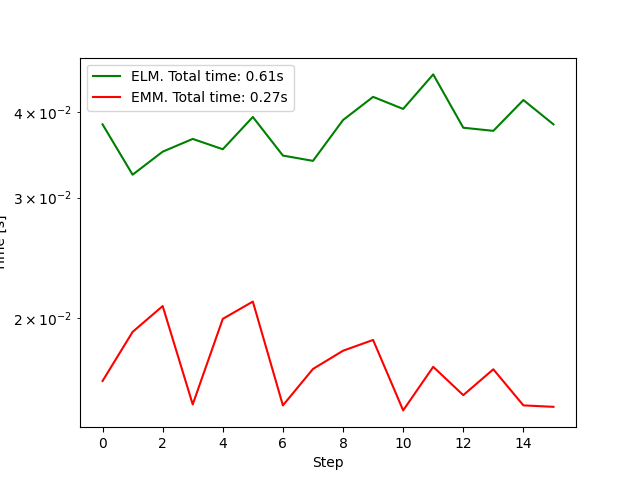 ELM. Total time: 0.61s
EMM. Total time: 0.27s
4 × 10⁻²
3 × 10⁻²
2 × 10⁻²
[s]
0 2 4 6 8 10 12 14
Step